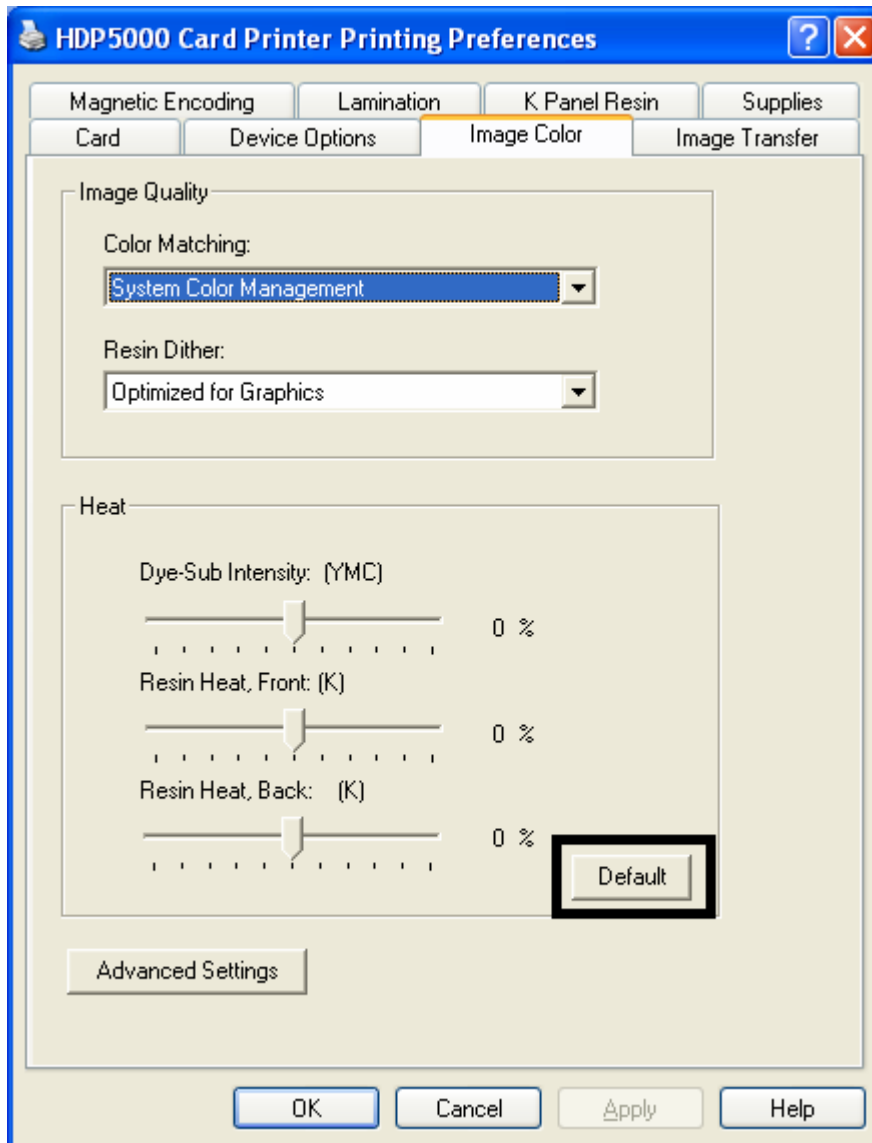 HDP5000 Card Printer Printing Preferences
Magnetic Encoding Lamination K Panel Resin Supplies
Card Device Options Image Color Image Transfer
Image Quality
Color Matching:
System Color Management
Resin Dither:
Optimized for Graphics
Heat
Dye-Sub Intensity: (YMC)
0 %
Resin Heat, Front: (K)
0 %
Resin Heat, Back: (K)
0 %
Default
Advanced Settings
OK Cancel Apply Help